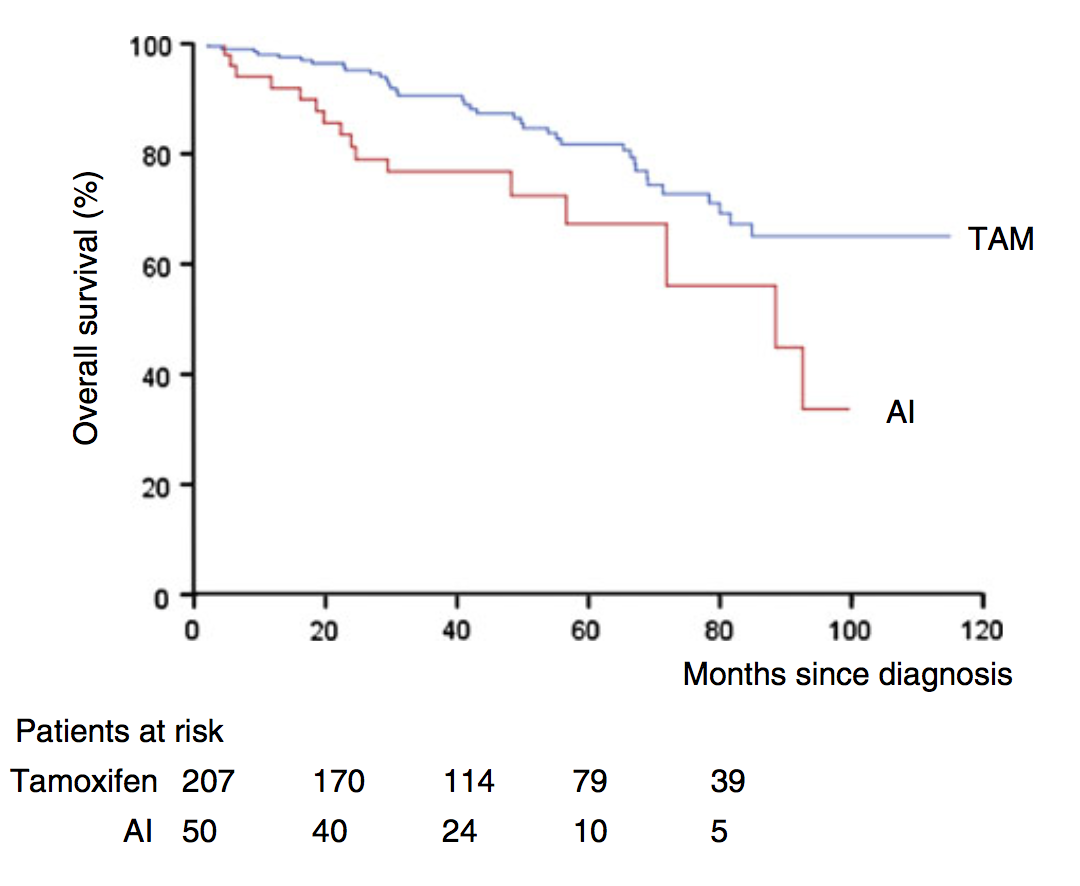 100
80
60
40
20
0
Overall survival (%)
TAM
AI
0 20 40 60 80 100 120
Months since diagnosis
Patients at risk
Tamoxifen 207 170 114 79 39
AI 50 40 24 10 5